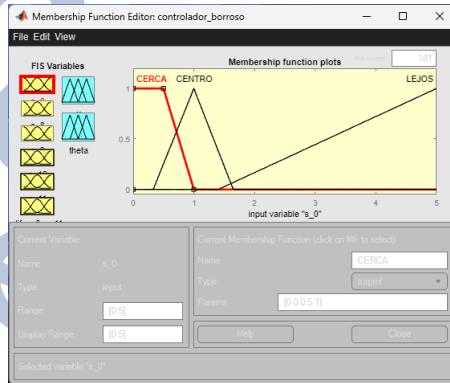 Membership Function Editor: controlador_borroso
File Edit View
FIS Variables
theta
Membership function plots
181
CERCA CENTRO LEJOS
1
0.5
0
0 1 2 3 4 5
input variable "s_0"
Current Variable
Name s_0
Type input
Range [0 5]
Display Range [0 5]
Current Membership Function (click on MF to select)
Name CERCA
Type trapmf
Params [0 0 0.5 1]
Help Close
Selected variable "s_0"